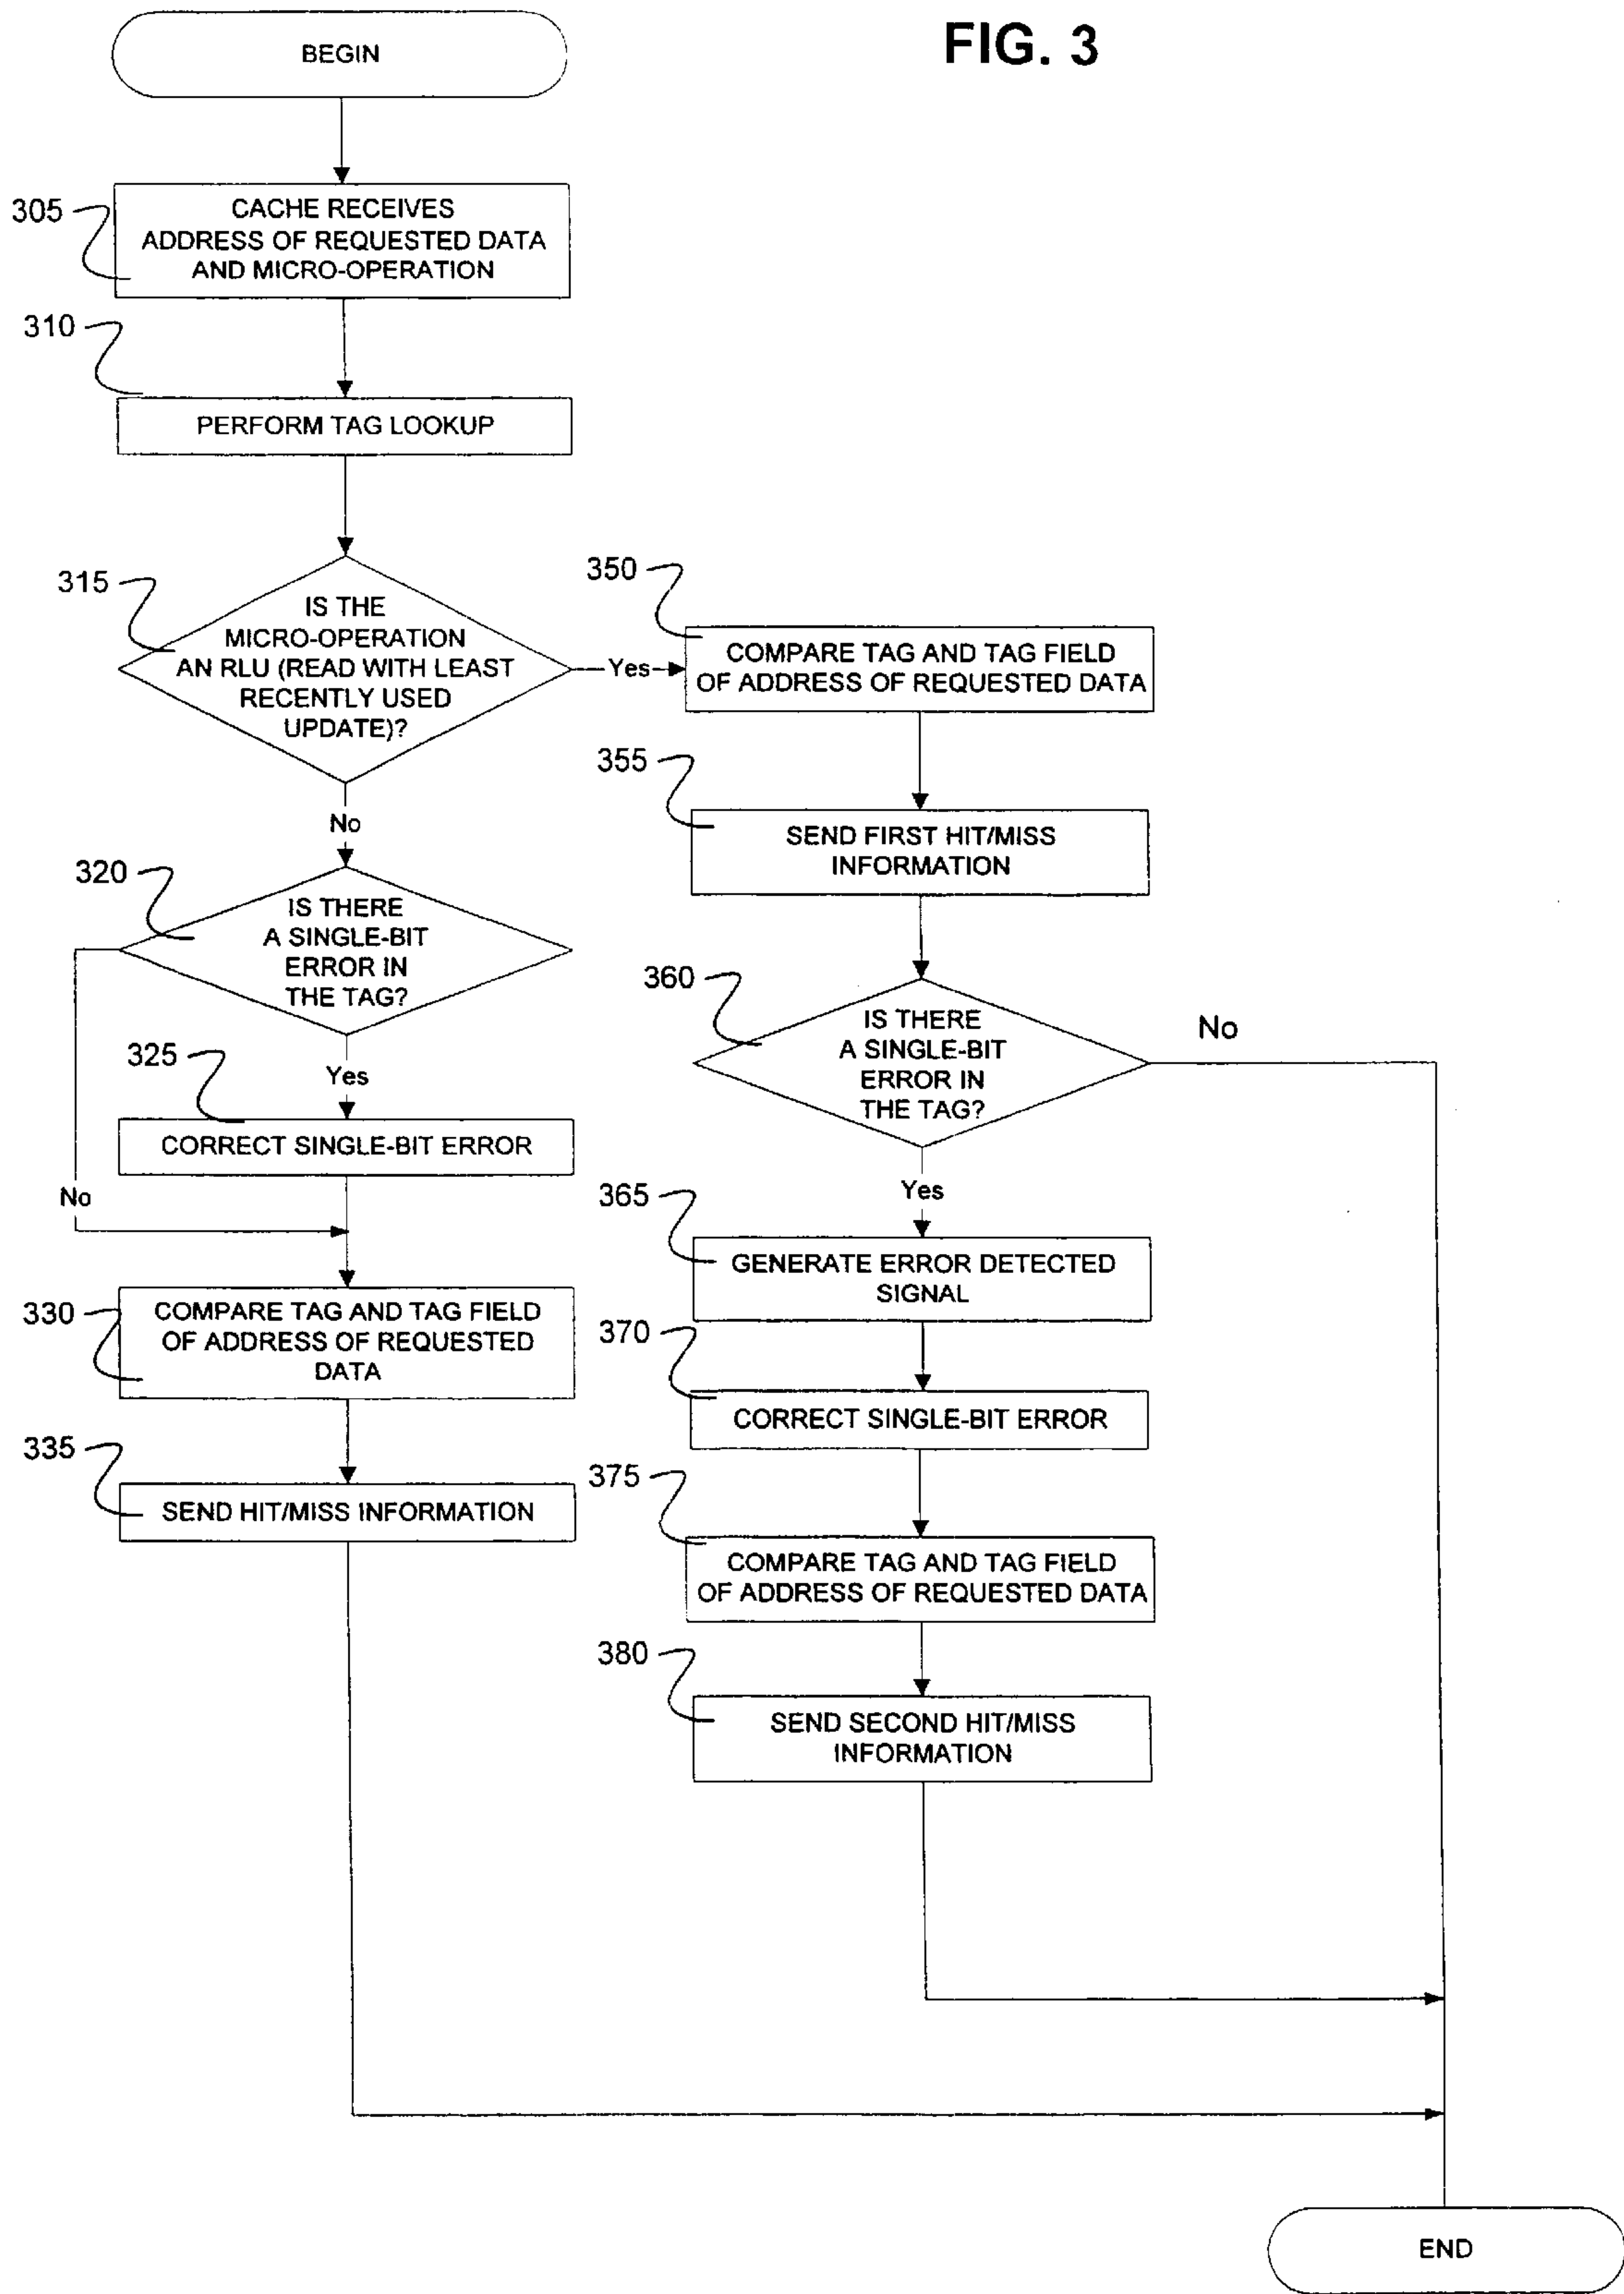 FIG. 3
BEGIN
305
CACHE RECEIVES
ADDRESS OF REQUESTED DATA
AND MICRO-OPERATION
310
PERFORM TAG LOOKUP
315
IS THE
MICRO-OPERATION
AN RLU (READ WITH LEAST
RECENTLY USED
UPDATE)?
Yes
No
320
IS THERE
A SINGLE-BIT
ERROR IN
THE TAG?
Yes
No
325
CORRECT SINGLE-BIT ERROR
330
COMPARE TAG AND TAG FIELD
OF ADDRESS OF REQUESTED
DATA
335
SEND HIT/MISS INFORMATION
350
COMPARE TAG AND TAG FIELD
OF ADDRESS OF REQUESTED DATA
355
SEND FIRST HIT/MISS
INFORMATION
360
IS THERE
A SINGLE-BIT
ERROR IN
THE TAG?
No
Yes
365
GENERATE ERROR DETECTED
SIGNAL
370
CORRECT SINGLE-BIT ERROR
375
COMPARE TAG AND TAG FIELD
OF ADDRESS OF REQUESTED DATA
380
SEND SECOND HIT/MISS
INFORMATION
END